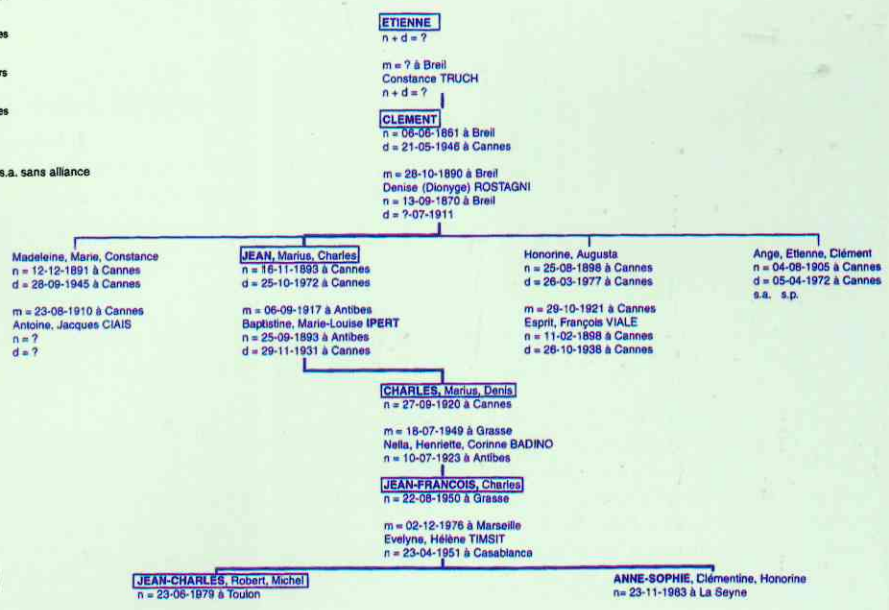 es
rs
es
s.a. sans alliance
ETIENNE
n + d = ?
m = ? à Breil
Constance TRUCH
n + d = ?
CLEMENT
n = 06-06-1861 à Breil
d = 21-05-1946 à Cannes
m = 28-10-1890 à Breil
Denise (Dionyge) ROSTAGNI
n = 13-09-1870 à Breil
d = ?-07-1911
Madeleine, Marie, Constance
n = 12-12-1891 à Cannes
d = 28-09-1945 à Cannes
m = 23-08-1910 à Cannes
Antoine, Jacques CIAIS
n = ?
d = ?
JEAN, Marius, Charles
n = 16-11-1893 à Cannes
d = 25-10-1972 à Cannes
m = 06-09-1917 à Antibes
Baptistine, Marie-Louise IPERT
n = 25-09-1893 à Antibes
d = 29-11-1931 à Cannes
Honorine, Augusta
n = 25-08-1898 à Cannes
d = 26-03-1977 à Cannes
m = 29-10-1921 à Cannes
Esprit, François VIALE
n = 11-02-1898 à Cannes
d = 26-10-1938 à Cannes
Ange, Etienne, Clément
n = 04-08-1905 à Cannes
d = 05-04-1972 à Cannes
s.a. s.p.
CHARLES, Marius, Denis
n = 27-09-1920 à Cannes
m = 18-07-1949 à Grasse
Nella, Henriette, Corinne BADINO
n = 10-07-1923 à Antibes
JEAN-FRANCOIS, Charles
n = 22-08-1950 à Grasse
m = 02-12-1976 à Marseille
Evelyne, Hélène TIMSIT
n = 23-04-1951 à Casablanca
JEAN-CHARLES, Robert, Michel
n = 23-06-1979 à Toulon
ANNE-SOPHIE, Clémentine, Honorine
n= 23-11-1983 à La Seyne